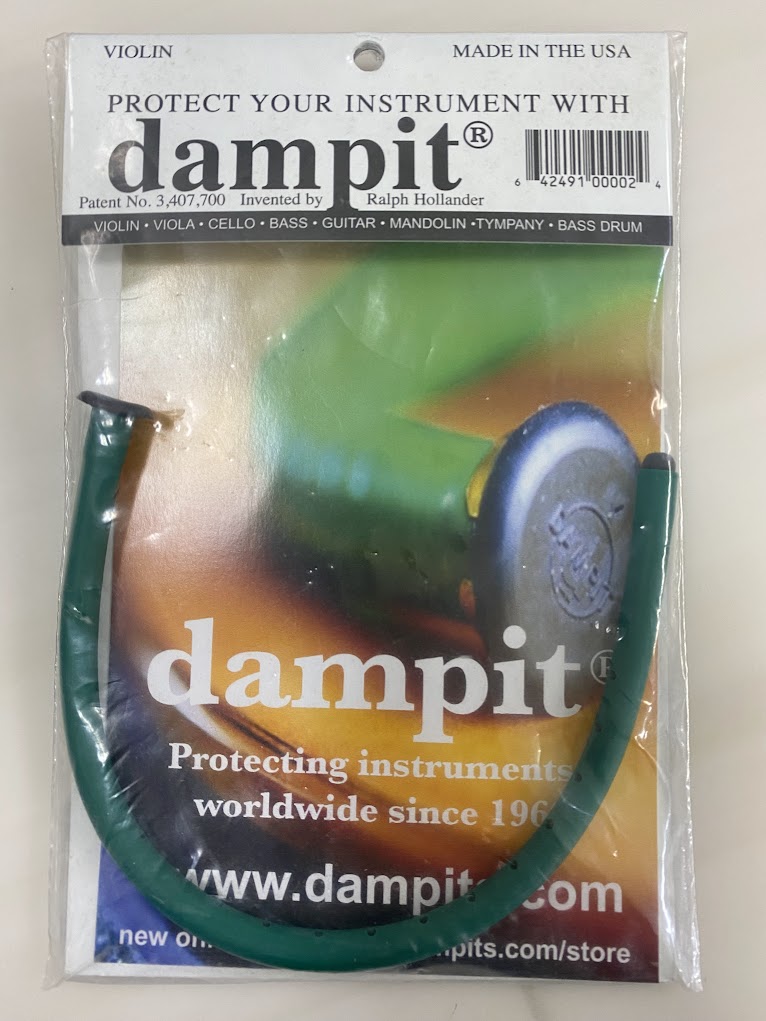 VIOLIN MADE IN THE USA
PROTECT YOUR INSTRUMENT WITH
dampit®
6 42491 00002 4
Patent No. 3,407,700 Invented by Ralph Hollander
VIOLIN • VIOLA • CELLO • BASS • GUITAR • MANDOLIN •TYMPANY • BASS DRUM
dampit®
Protecting instruments
worldwide since 196
www.dampits.com
new pits.com/store